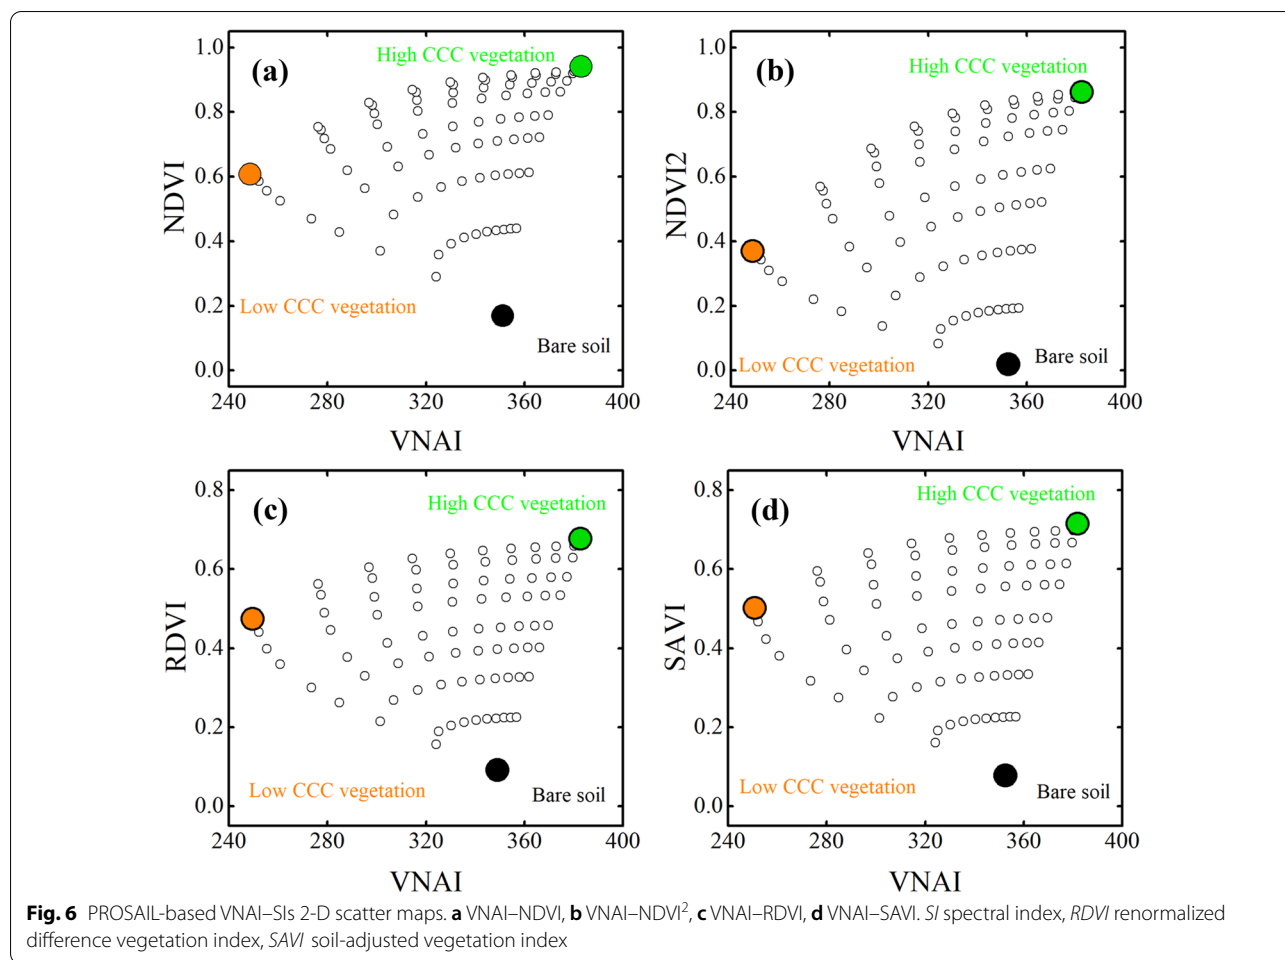 (a)
High CCC vegetation
1.0
0.8
0.6
0.4
0.2
0.0
NDVI
Low CCC vegetation
Bare soil
240 280 320 360 400
VNAI
(b)
High CCC vegetation
1.0
0.8
0.6
0.4
0.2
0.0
NDVI2
Low CCC vegetation
Bare soil
240 280 320 360 400
VNAI
(c)
High CCC vegetation
0.8
0.6
0.4
0.2
0.0
RDVI
Low CCC vegetation
Bare soil
240 280 320 360 400
VNAI
(d)
High CCC vegetation
0.8
0.6
0.4
0.2
0.0
SAVI
Low CCC vegetation
Bare soil
240 280 320 360 400
VNAI
Fig. 6 PROSAIL-based VNAI–SIs 2-D scatter maps. a VNAI–NDVI, b VNAI–NDVI², c VNAI–RDVI, d VNAI–SAVI. SI spectral index, RDVI renormalized
difference vegetation index, SAVI soil-adjusted vegetation index